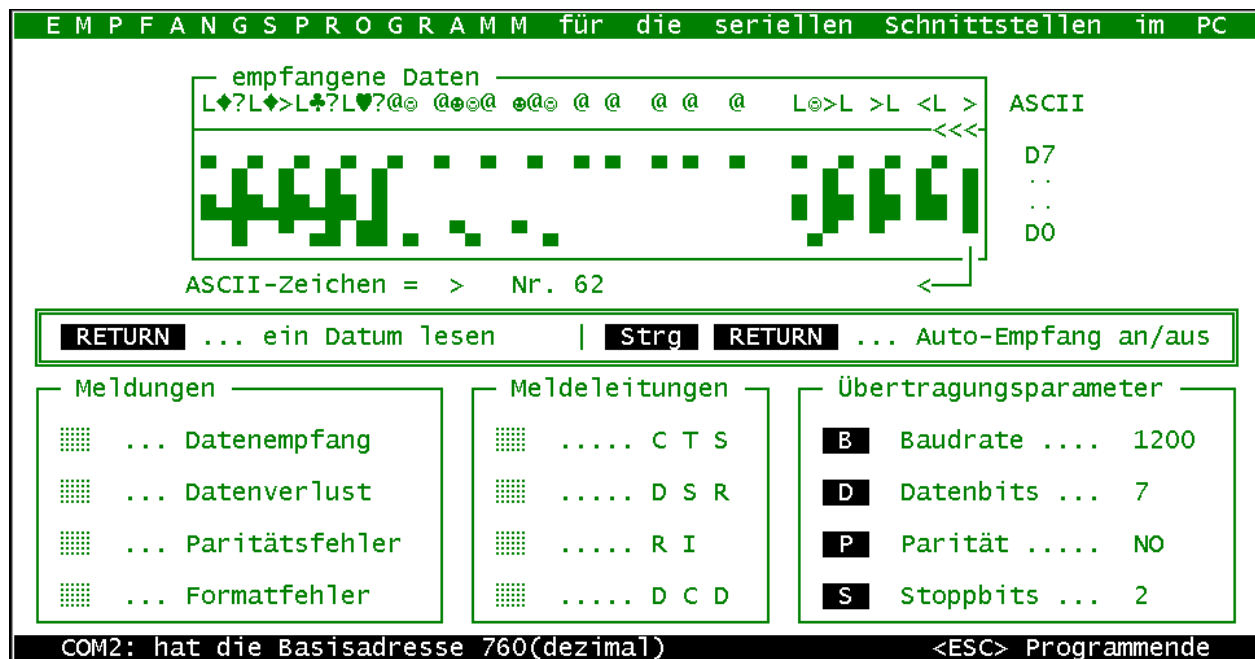 E M P F A N G S P R O G R A M M für die seriellen Schnittstellen im PC
empfangene Daten
L♦?L♦>L♣?L♥?@☺ @☻☺@ ☻@☺ @ @ @ @ @ L☺>L >L <L > ASCII
<<<
D7
. .
. .
D0
ASCII-Zeichen = > Nr. 62 <
RETURN ... ein Datum lesen | Strg RETURN ... Auto-Empfang an/aus
Meldungen Meldeleitungen Übertragungsparameter
... Datenempfang ..... C T S B Baudrate .... 1200
... Datenverlust ..... D S R D Datenbits ... 7
... Paritätsfehler ..... R I P Parität ..... NO
... Formatfehler ..... D C D S Stoppbits ... 2
COM2: hat die Basisadresse 760(dezimal) <ESC> Programmende